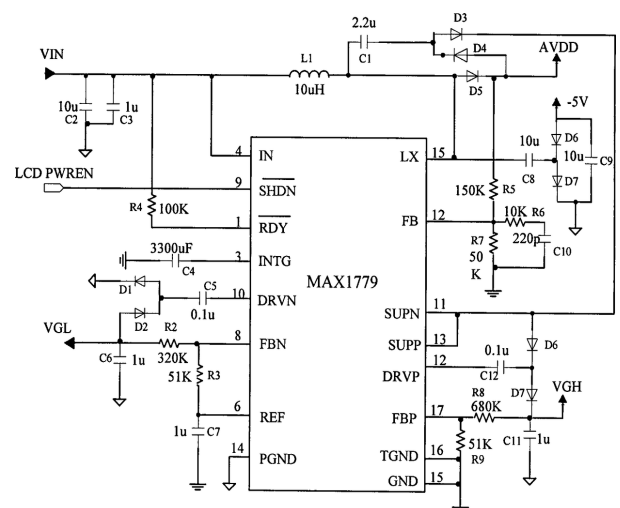 2.2u
C1
D3
D4
D5
AVDD
VIN
L1
10uH
10u
C2
1u
C3
-5V
10u
C8
D6
10u
C9
D7
4
IN
LX
15
LCD PWREN
9
SHDN
R4
100K
1
RDY
150K
R5
FB
12
10K
R6
220p
C10
R7
50
K
3300uF
C4
3
INTG
MAX1779
D1
C5
0.1u
10
DRVN
D2
SUPN
11
VGL
R2
320K
8
FBN
SUPP
13
C6
1u
51K
R3
DRVP
12
0.1u
C12
D6
D7
VGH
R8
680K
6
REF
FBP
17
1u
C7
51K
R9
C11
1u
14
PGND
TGND
16
GND
15